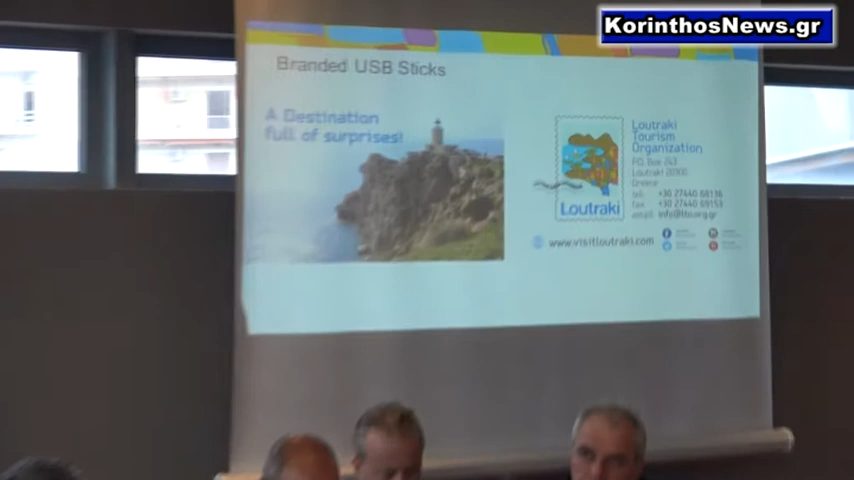 KorinthosNews.gr
Branded USB Sticks
A Destination
full of surprises!
Loutraki
Tourism
Organization
P.O. Box 243
Loutraki 20300
Greece
tel: +30 27440 68136
fax: +30 27440 69153
email: info@lto.org.gr
Loutraki
www.visitloutraki.com